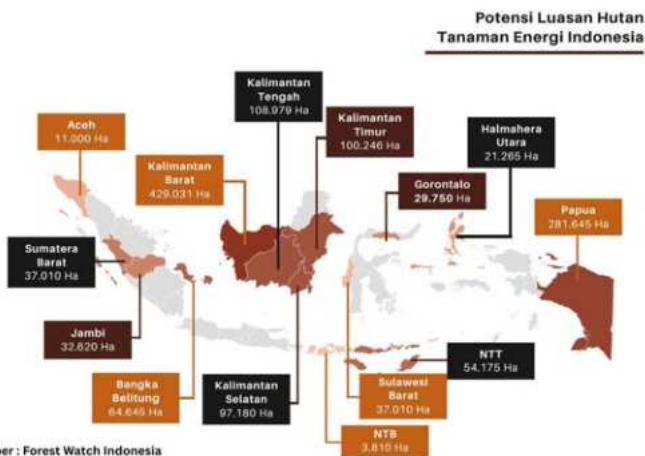 Potensi Luasan Hutan
Tanaman Energi Indonesia
Kalimantan
Tengah
108.979 Ha
Kalimantan
Timur
100.246 Ha
Halmahera
Utara
21.265 Ha
Aceh
11.000 Ha
Kalimantan
Barat
429.031 Ha
Gorontalo
29.750 Ha
Papua
281.645 Ha
Sumatera
Barat
37.010 Ha
Jambi
32.620 Ha
Bangka
Belitung
64.645 Ha
Kalimantan
Selatan
97.180 Ha
Sulawesi
Barat
37.010 Ha
NTT
54.175 Ha
NTB
3.810 Ha
ber : Forest Watch Indonesia